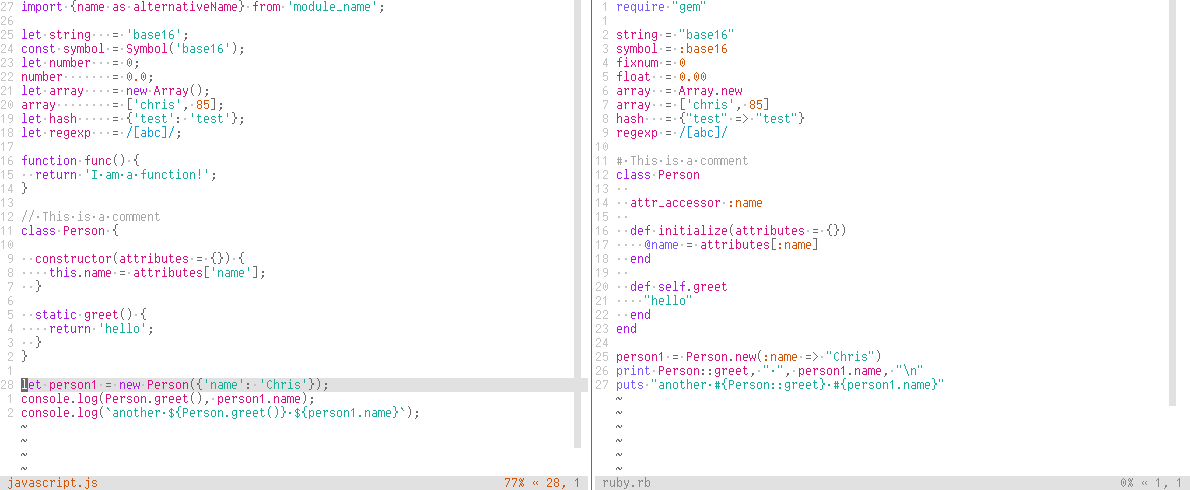 27 import {name as alternativeName} from 'module_name';
26
25 let·string···=·'base16';
24 const·symbol·=·Symbol('base16');
23 let·number···=·0;
22 number·······=·0.0;
21 let·array····=·new·Array();
20 array········=·['chris',·85];
19 let·hash·····=·{'test':·'test'};
18 let·regexp···=·/[abc]/;
17
16 function·func()·{
15 ··return·'I·am·a·function!';
14 }
13
12 //·This·is·a·comment
11 class·Person·{
10
9 ··constructor(attributes·=·{})·{
8 ····this.name·=·attributes['name'];
7 ··}
6
5 ··static·greet()·{
4 ····return·'hello';
3 ··}
2 }
1
28 let·person1·=·new·Person({'name':·'Chris'});
1 console.log(Person.greet(),·person1.name);
2 console.log(`another·${Person.greet()}·${person1.name}`);
~
~
~
~
javascript.js 77% « 28, 1
1 require·"gem"
1
2 string·=·"base16"
3 symbol·=·:base16
4 fixnum·=·0
5 float··=·0.00
6 array··=·Array.new
7 array··=·['chris',·85]
8 hash···=·{"test"·=>·"test"}
9 regexp·=·/[abc]/
10
11 #·This·is·a·comment
12 class·Person
13 ··
14 ··attr_accessor·:name
15 ··
16 ··def·initialize(attributes·=·{})
17 ····@name·=·attributes[:name]
18 ··end
19 ··
20 ··def·self.greet
21 ····"hello"
22 ··end
23 end
24
25 person1·=·Person.new(:name·=>·"Chris")
26 print·Person::greet,·"·",·person1.name,·"\n"
27 puts·"another·#{Person::greet}·#{person1.name}"
~
~
~
~
~
~
ruby.rb 0% « 1, 1